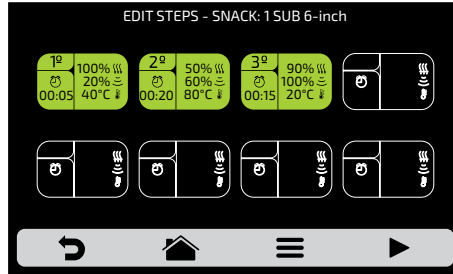 EDIT STEPS - SNACK: 1 SUB 6-inch
1º 100% 20% 00:05 40°C
2º 50% 60% 00:20 80°C
3º 90% 100% 00:15 20°C